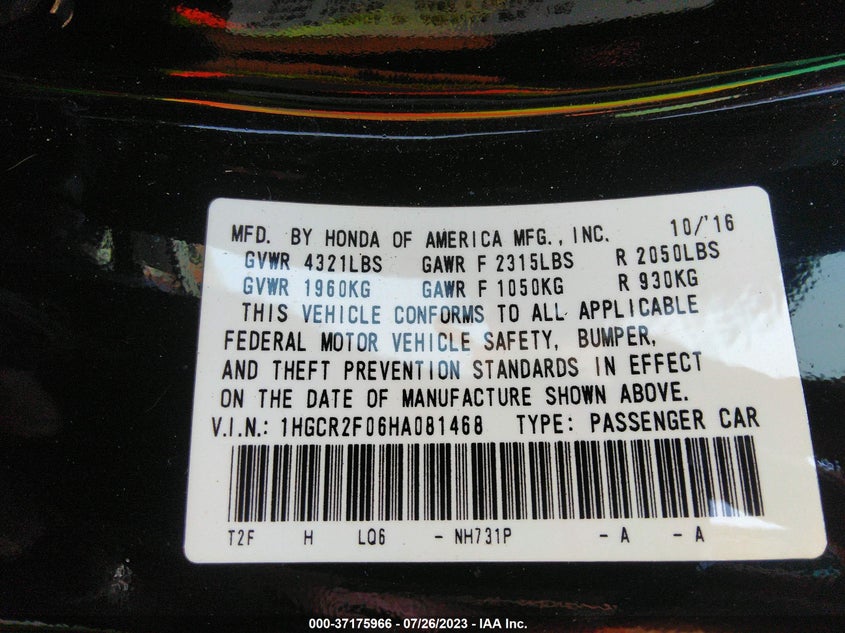 MFD. BY HONDA OF AMERICA MFG., INC. 10/'16
GVWR 4321LBS GAWR F 2315LBS R 2050LBS
GVWR 1960KG GAWR F 1050KG R 930KG
THIS VEHICLE CONFORMS TO ALL APPLICABLE
FEDERAL MOTOR VEHICLE SAFETY, BUMPER,
AND THEFT PREVENTION STANDARDS IN EFFECT
ON THE DATE OF MANUFACTURE SHOWN ABOVE.
V.I.N.: 1HGCR2F06HA081468 TYPE: PASSENGER CAR
T2F H LQ6 - NH731P - A - A
000-37175966 - 07/26/2023 - IAA Inc.